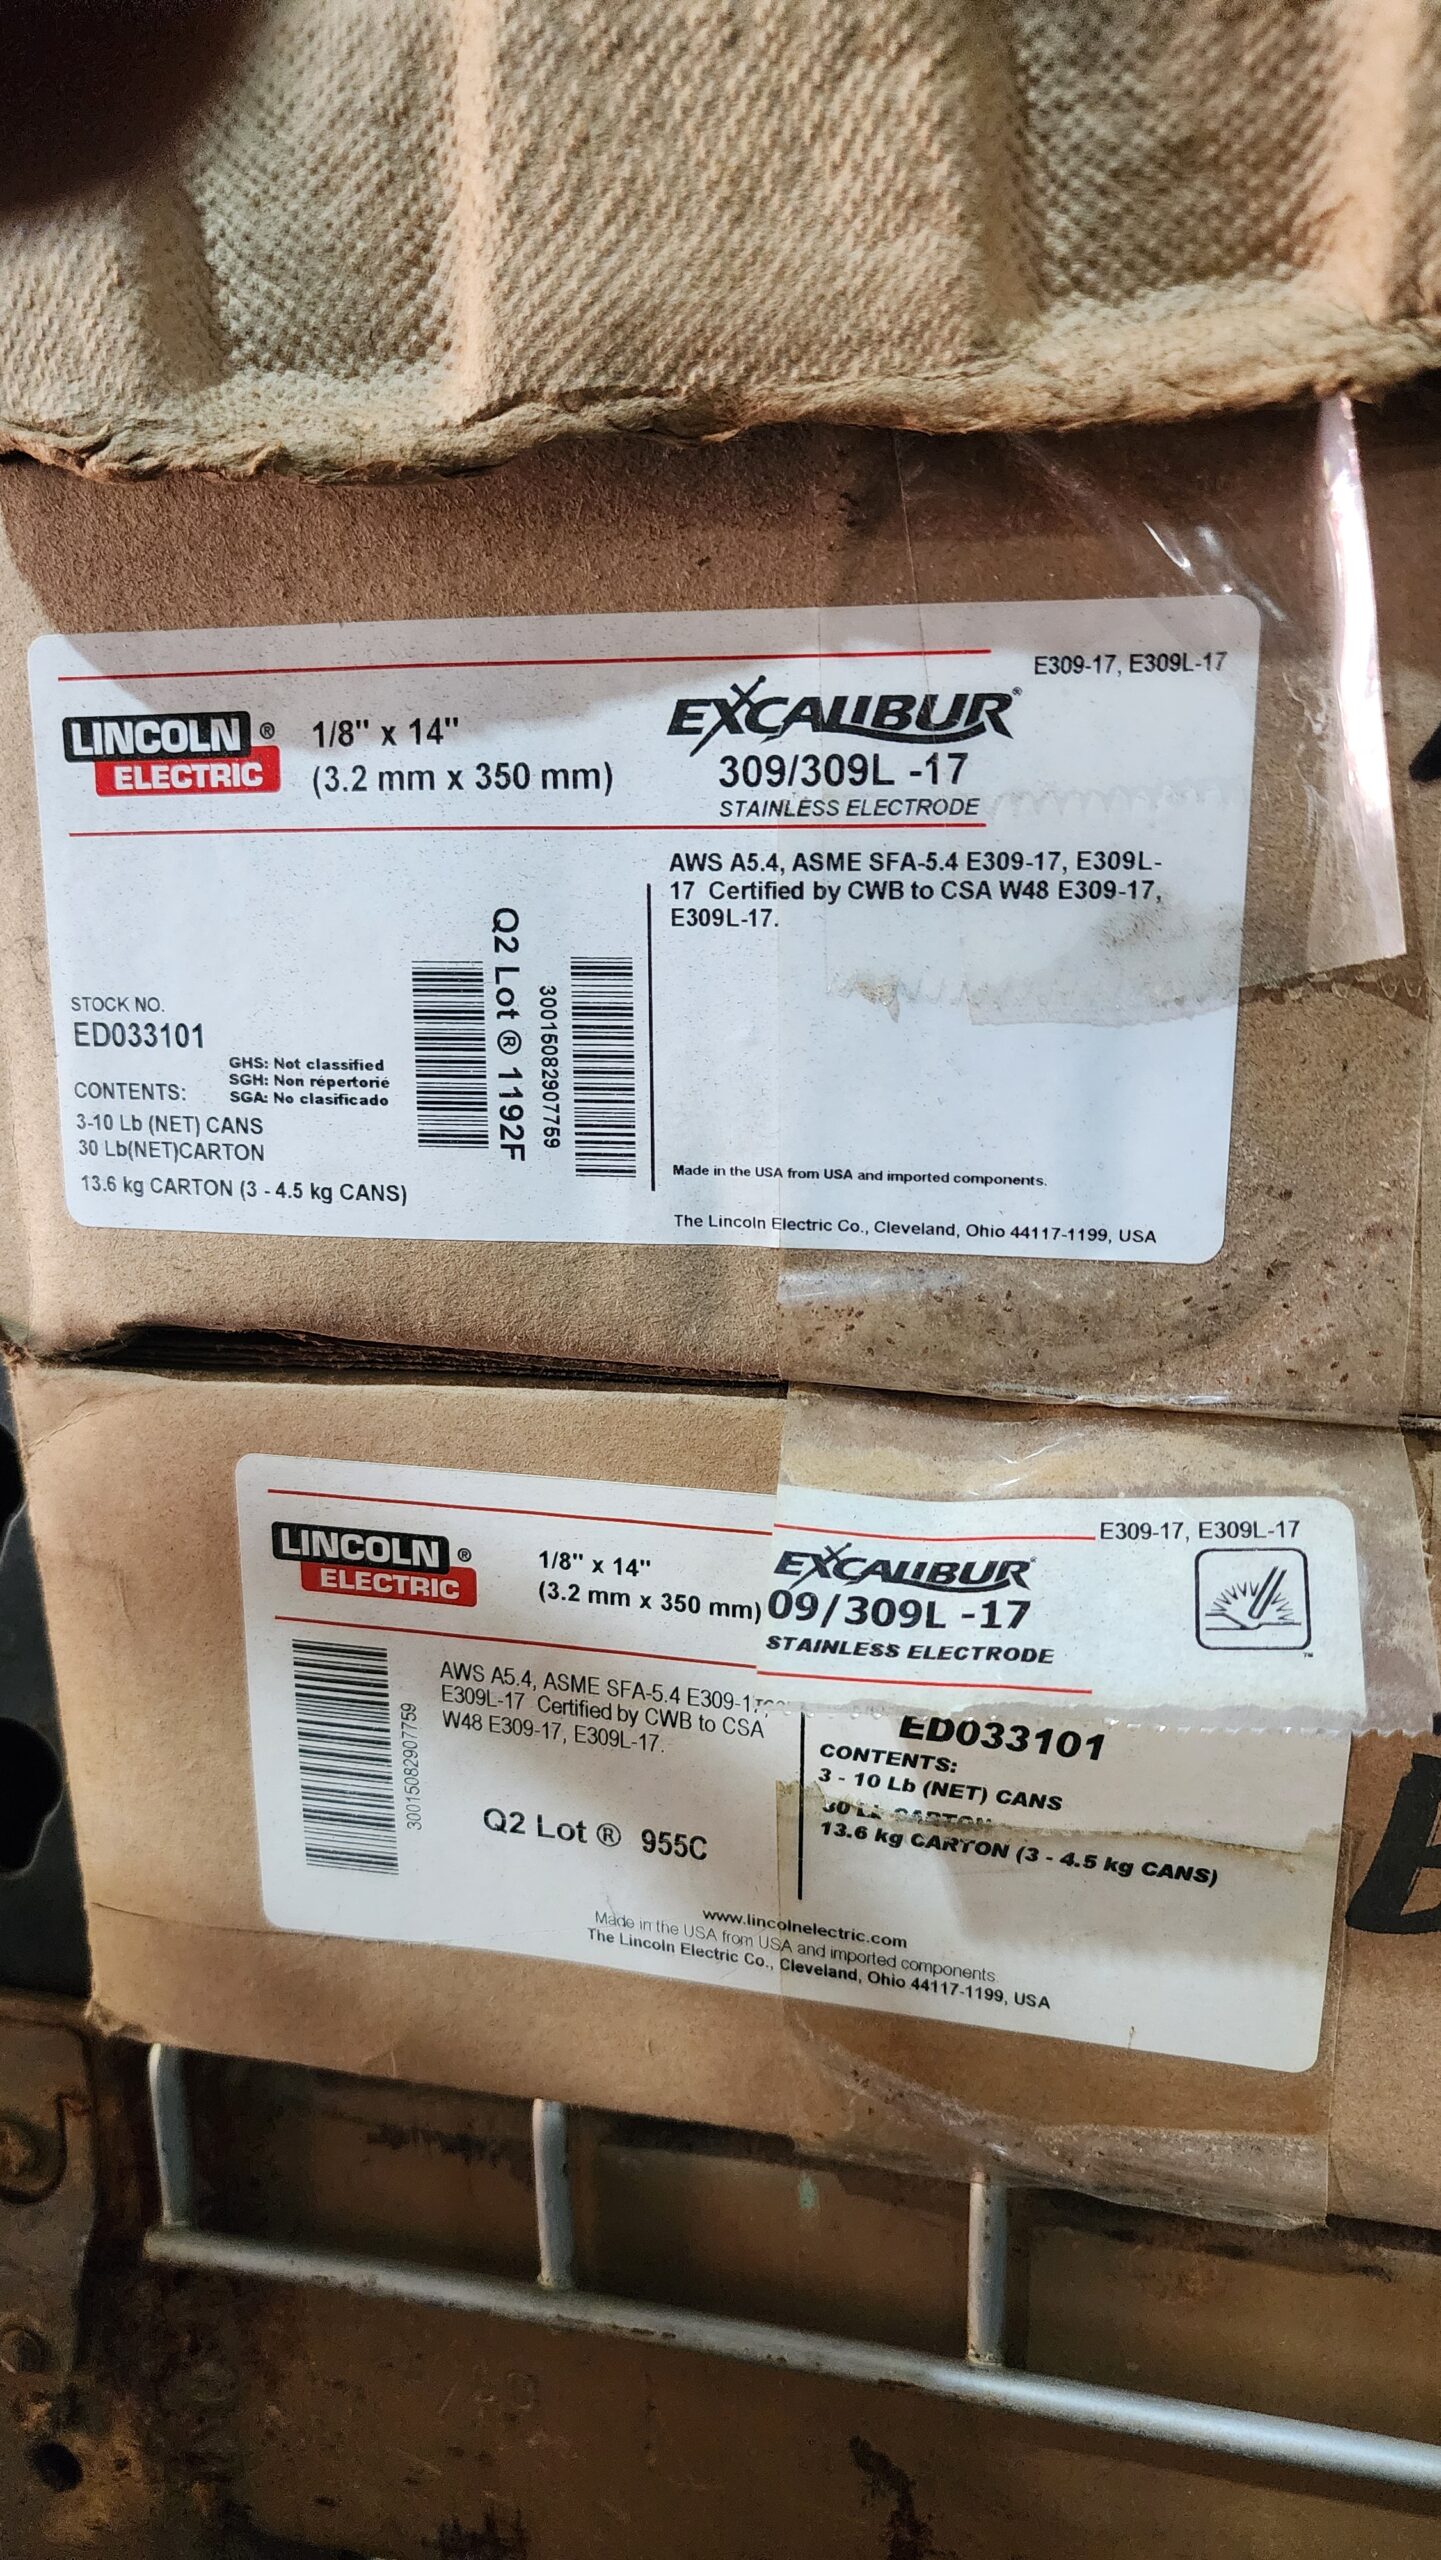 E309-17, E309L-17
LINCOLN ®
ELECTRIC
1/8" x 14"
(3.2 mm x 350 mm)
EXCALIBUR®
309/309L -17
STAINLESS ELECTRODE
AWS A5.4, ASME SFA-5.4 E309-17, E309L-
17 Certified by CWB to CSA W48 E309-17,
E309L-17.
STOCK NO.
ED033101
GHS: Not classified
SGH: Non répertorié
SGA: No clasificado
CONTENTS:
3-10 Lb (NET) CANS
30 Lb(NET)CARTON
13.6 kg CARTON (3 - 4.5 kg CANS)
Q2 Lot ® 1192F
30015082907759
Made in the USA from USA and imported components.
The Lincoln Electric Co., Cleveland, Ohio 44117-1199, USA
E309-17, E309L-17
LINCOLN ®
ELECTRIC
1/8" x 14"
(3.2 mm x 350 mm)
EXCALIBUR®
09/309L -17
STAINLESS ELECTRODE
TM
AWS A5.4, ASME SFA-5.4 E309-1
E309L-17 Certified by CWB to CSA
W48 E309-17, E309L-17.
30015082907759
Q2 Lot ® 955C
ED033101
CONTENTS:
3 - 10 Lb (NET) CANS
CARTON
13.6 kg CARTON (3 - 4.5 kg CANS)
www.lincolnelectric.com
Made in the USA from USA and imported components.
The Lincoln Electric Co., Cleveland, Ohio 44117-1199, USA